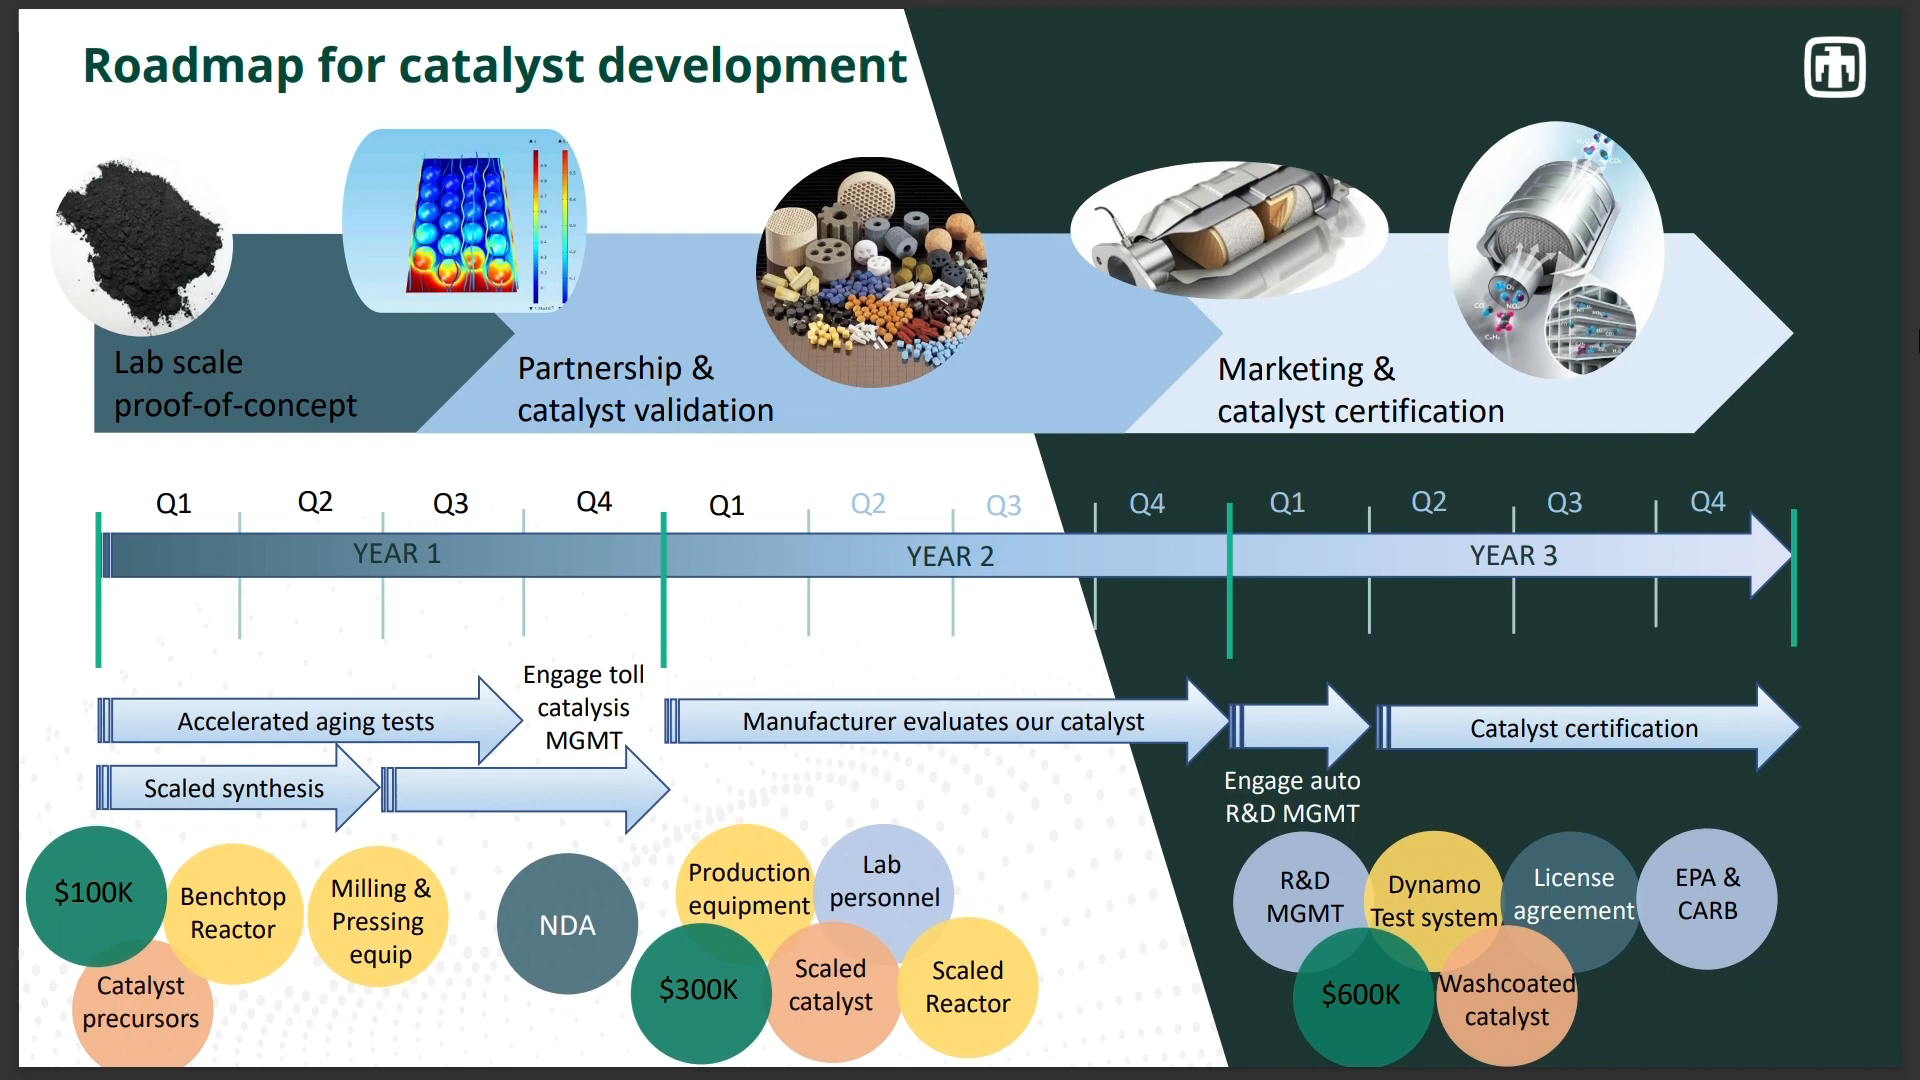 Roadmap for catalyst development
Lab scale
proof-of-concept
Partnership &
catalyst validation
Marketing &
catalyst certification
Q1
Q2
Q3
Q4
Q1
Q2
Q3
Q4
Q1
Q2
Q3
Q4
YEAR 1
YEAR 2
YEAR 3
Engage toll
catalysis
MGMT
Accelerated aging tests
Manufacturer evaluates our catalyst
Catalyst certification
Scaled synthesis
Engage auto
R&D MGMT
$100K
Benchtop
Reactor
Milling &
Pressing
equip
Catalyst
precursors
NDA
Production
equipment
Lab
personnel
$300K
Scaled
catalyst
Scaled
Reactor
R&D
MGMT
Dynamo
Test system
License
agreement
EPA &
CARB
$600K
Washcoated
catalyst